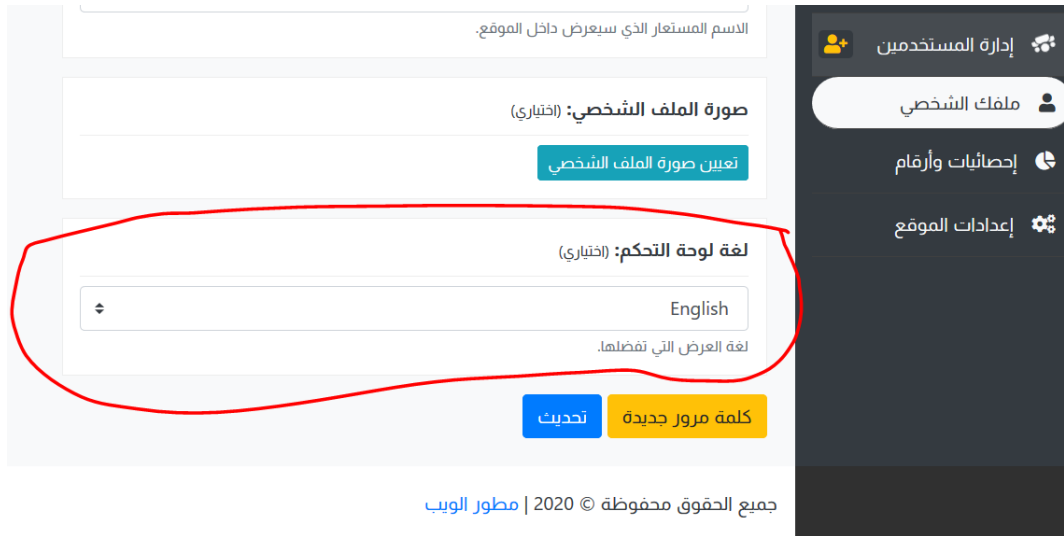 إدارة المستخدمين
ملفك الشخصي
إحصائيات وأرقام
إعدادات الموقع
الاسم المستعار الذي سيعرض داخل الموقع.
صورة الملف الشخصي: (اختياري)
تعيين صورة الملف الشخصي
لغة لوحة التحكم: (اختياري)
English
لغة العرض التي تفضلها.
كلمة مرور جديدة
تحديث
جميع الحقوق محفوظة © 2020 | مطور الويب